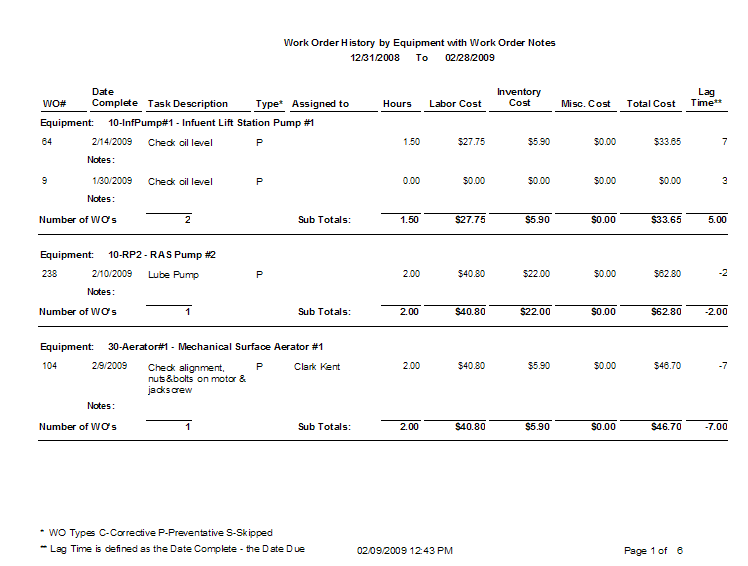 Work Order History by Equipment with Work Order Notes
12/31/2008 To 02/28/2009
WO# Date Complete Task Description Type* Assigned to Hours Labor Cost Inventory Cost Misc. Cost Total Cost Lag Time**
Equipment: 10-InfPump#1 - Infuent Lift Station Pump #1
64 2/14/2009 Check oil level P 1.50 $27.75 $5.90 $0.00 $33.65 7
Notes:
9 1/30/2009 Check oil level P 0.00 $0.00 $0.00 $0.00 $0.00 3
Notes:
Number of WO's 2 Sub Totals: 1.50 $27.75 $5.90 $0.00 $33.65 5.00
Equipment: 10-RP2 - RAS Pump #2
238 2/10/2009 Lube Pump P 2.00 $40.80 $22.00 $0.00 $62.80 -2
Notes:
Number of WO's 1 Sub Totals: 2.00 $40.80 $22.00 $0.00 $62.80 -2.00
Equipment: 30-Aerator#1 - Mechanical Surface Aerator #1
104 2/9/2009 Check alignment, P Clark Kent 2.00 $40.80 $5.90 $0.00 $46.70 -7
nuts&bolts on motor &
jackscrew
Notes:
Number of WO's 1 Sub Totals: 2.00 $40.80 $5.90 $0.00 $46.70 -7.00
* WO Types C-Corrective P-Preventative S-Skipped
** Lag Time is defined as the Date Complete - the Date Due 02/09/2009 12:43 PM Page 1 of 6